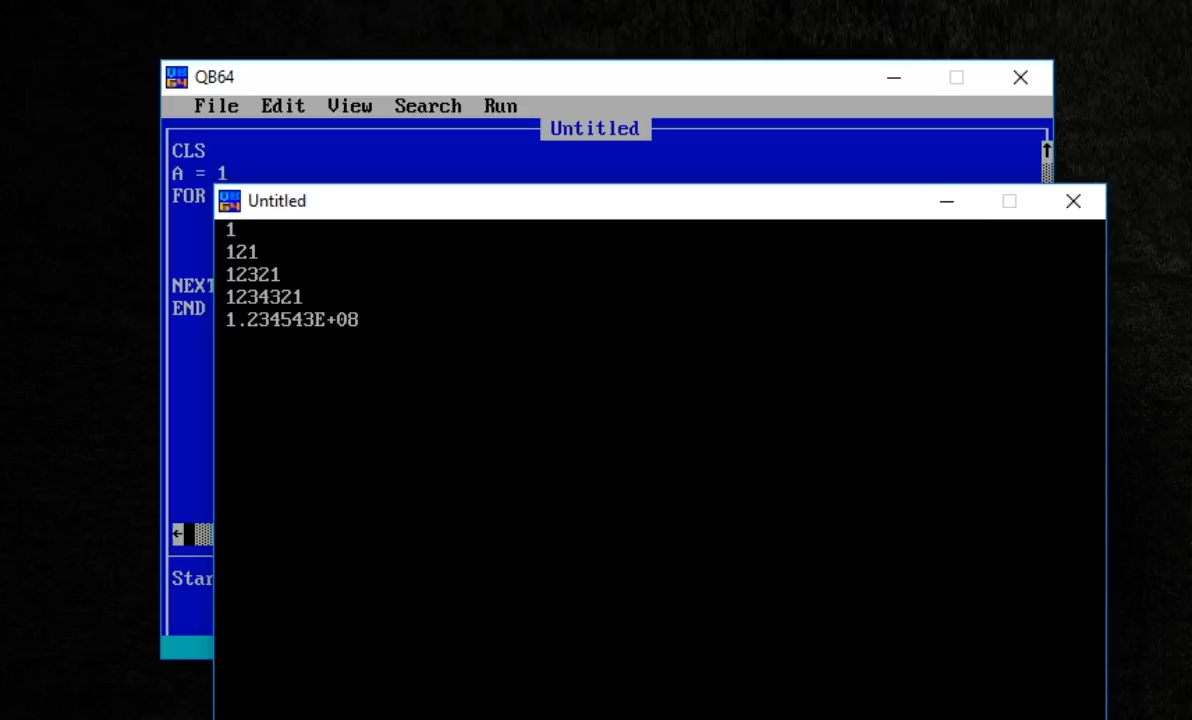 QB64
File Edit View Search Run
Untitled
CLS
A = 1
FOR
NEXT
END
Untitled
1
121
12321
1234321
1.234543E+08